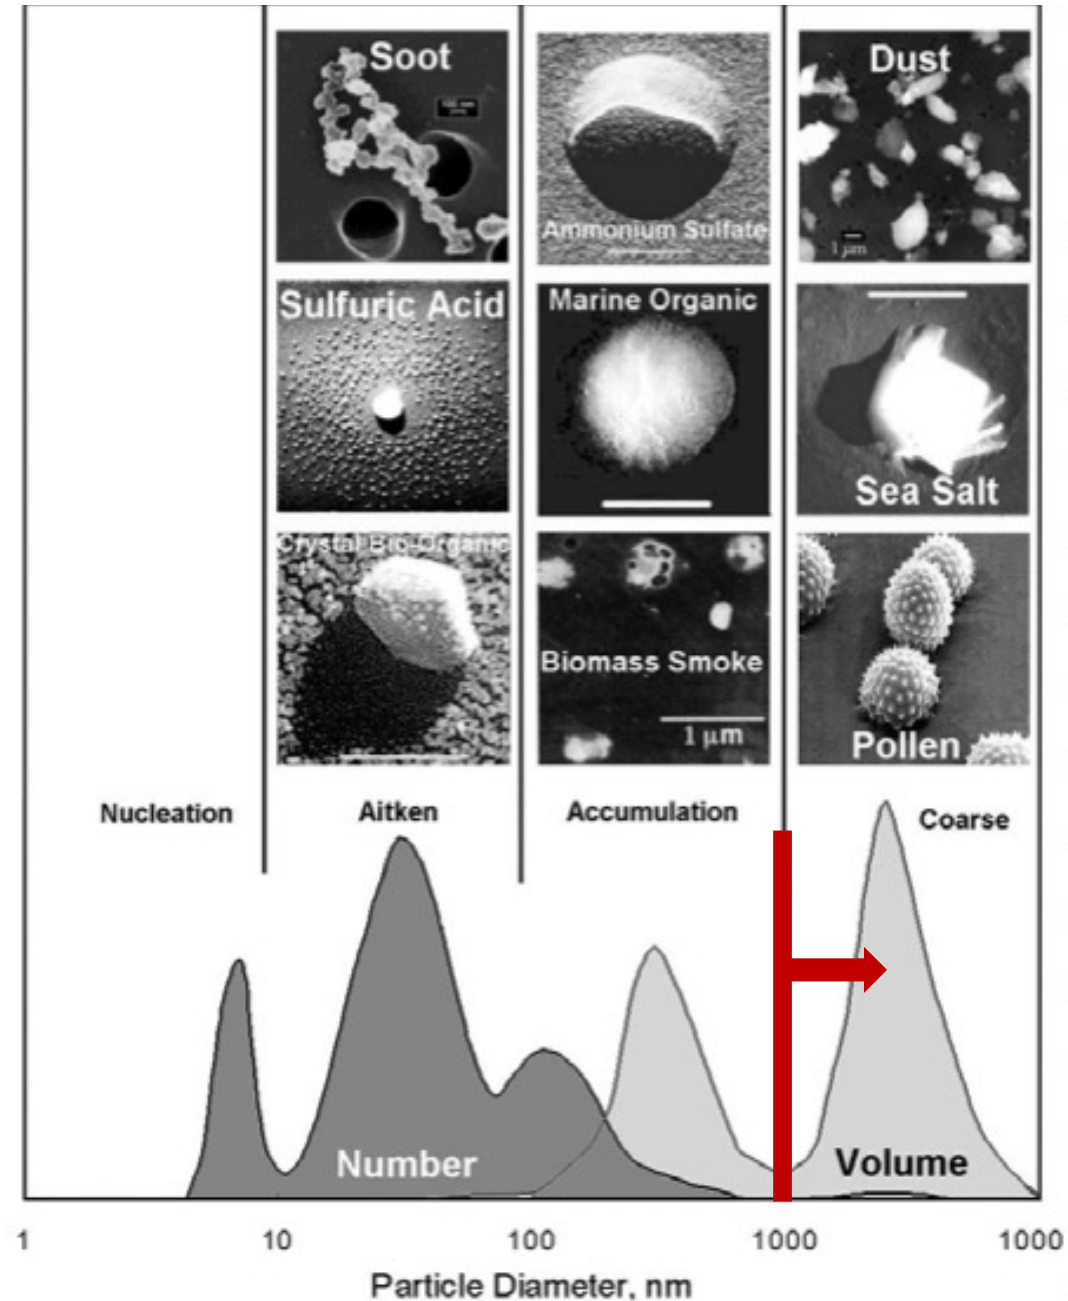 Soot
Ammonium Sulfate
Dust
1 µm
Sulfuric Acid
Marine Organic
Sea Salt
Crystal Bio-Organic
Biomass Smoke
1 µm
Pollen
Nucleation
Aitken
Accumulation
Coarse
Number
Volume
1
10
100
1000
1000
Particle Diameter, nm